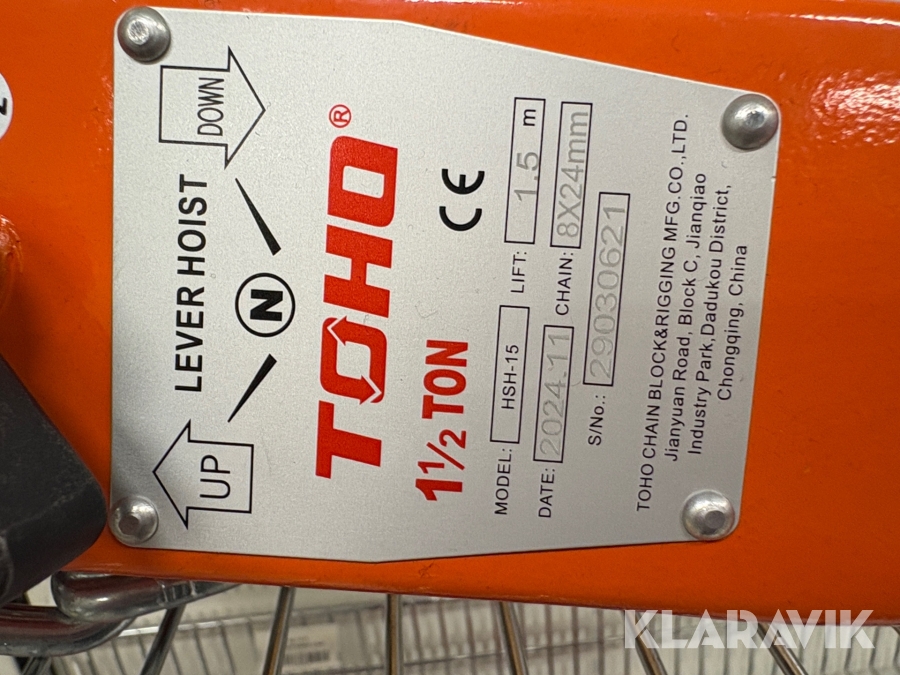 LEVER HOIST
UP
N
DOWN
TOHO®
1 1/2 TON
CE
MODEL: HSH-15 LIFT: 1.5 m
DATE: 2024.11 CHAIN: 8X24mm
S/No.: 29030621
TOHO CHAIN BLOCK&RIGGING MFG.CO.,LTD.
Jianyuan Road, Block C, Jianqiao
Industry Park,Dadukou District,
Chongqing, China
KLARAVIK